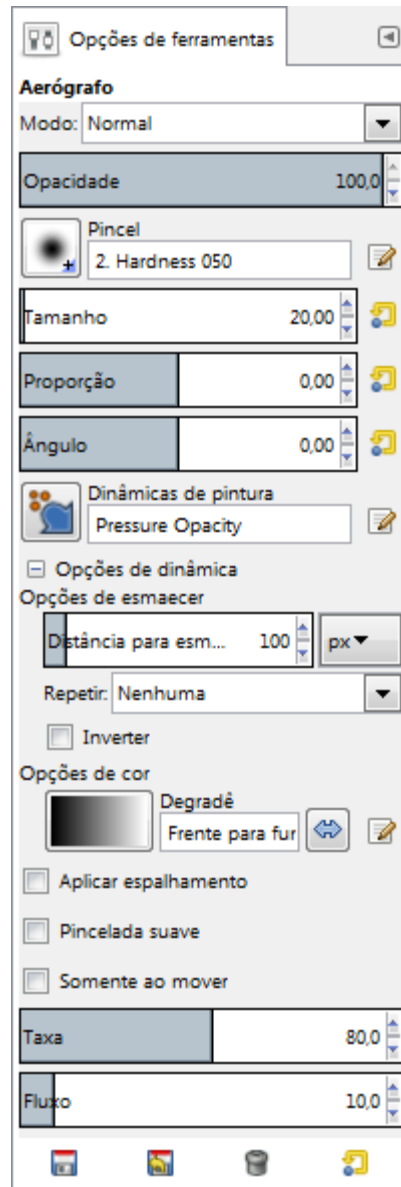 Opções de ferramentas
Aerógrafo
Modo: Normal
Opacidade 100,0
Pincel
2. Hardness 050
Tamanho 20,00
Proporção 0,00
Ângulo 0,00
Dinâmicas de pintura
Pressure Opacity
Opções de dinâmica
Opções de esmaecer
Distância para esm... 100 px
Repetir: Nenhuma
Inverter
Opções de cor
Degradê
Frente para fur
Aplicar espalhamento
Pincelada suave
Somente ao mover
Taxa 80,0
Fluxo 10,0